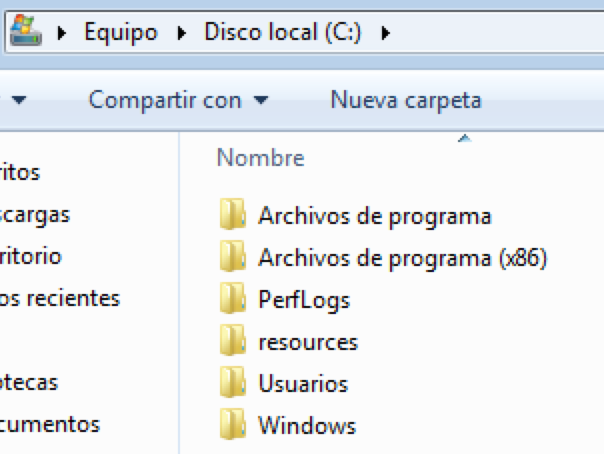 Equipo Disco local (C:)
Compartir con Nueva carpeta
Nombre
ritos
scargas
ritorio
os recientes
otecas
cumentos
Archivos de programa
Archivos de programa (x86)
PerfLogs
resources
Usuarios
Windows